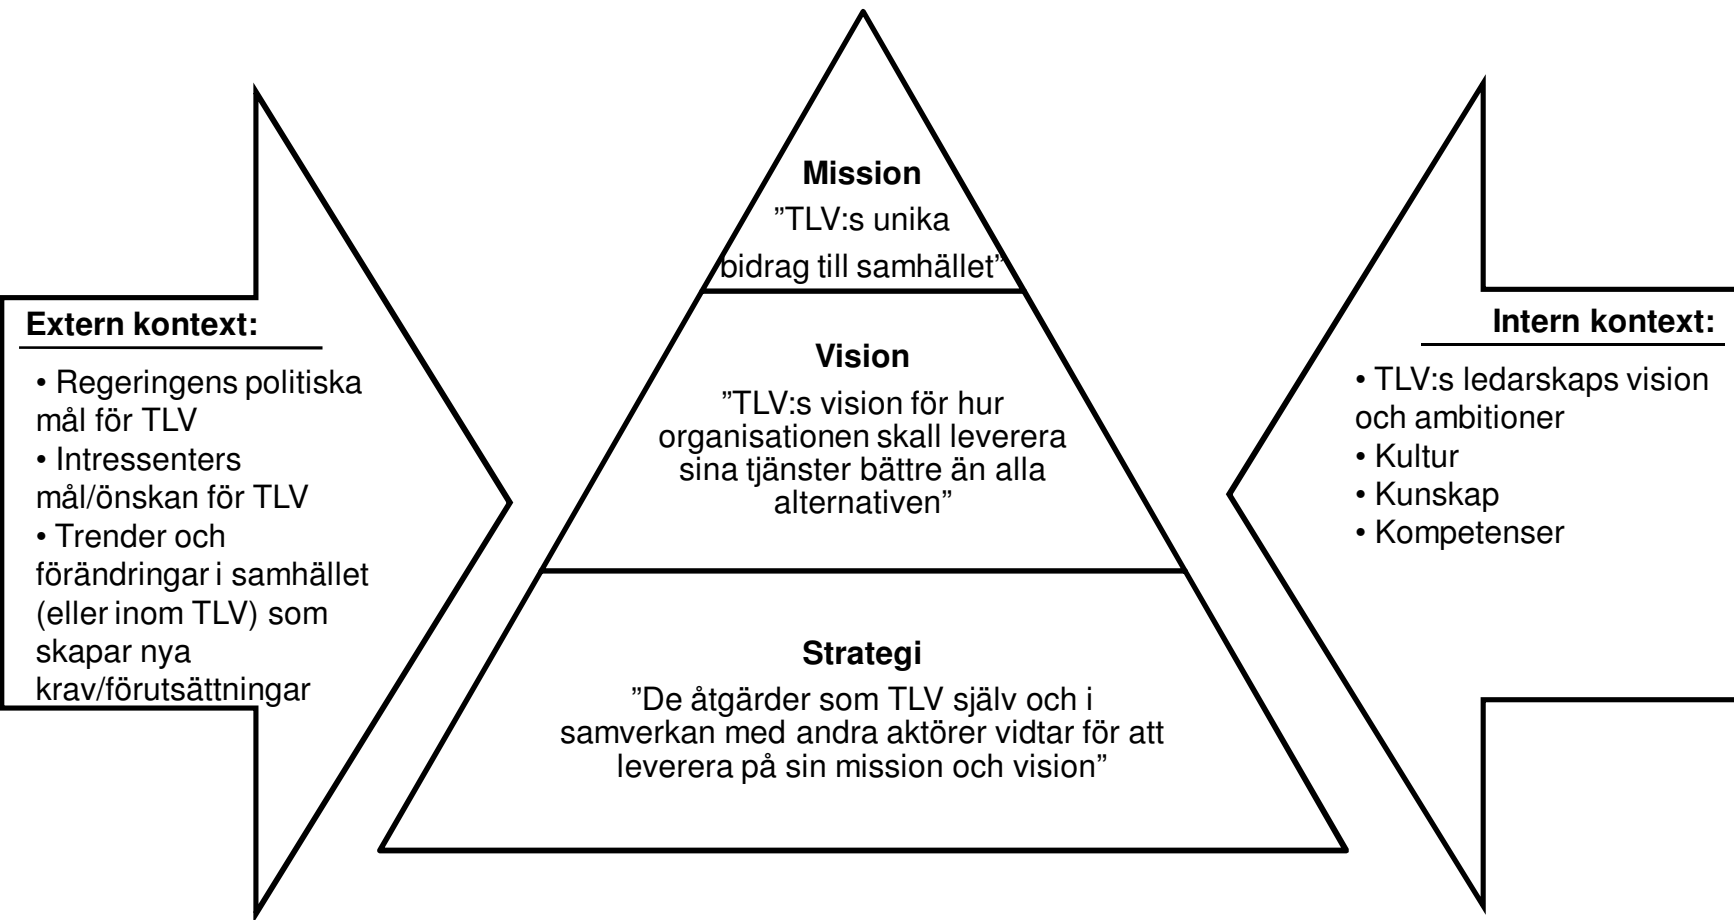 Mission
”TLV:s unika
bidrag till samhället”
Extern kontext:
• Regeringens politiska
mål för TLV
• Intressenters
mål/önskan för TLV
• Trender och
förändringar i samhället
(eller inom TLV) som
skapar nya
krav/förutsättningar
Vision
”TLV:s vision för hur
organisationen skall leverera
sina tjänster bättre än alla
alternativen”
Strategi
”De åtgärder som TLV själv och i
samverkan med andra aktörer vidtar för att
leverera på sin mission och vision”
Intern kontext:
• TLV:s ledarskaps vision
och ambitioner
• Kultur
• Kunskap
• Kompetenser